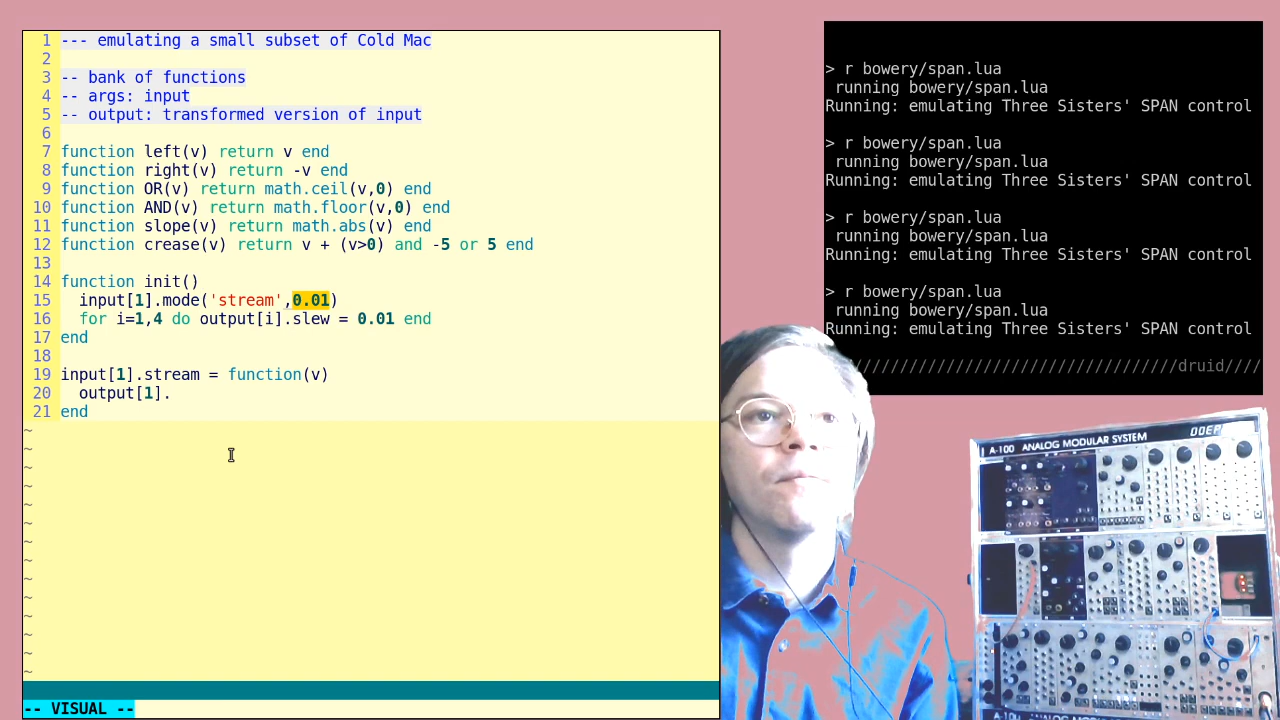 1 --- emulating a small subset of Cold Mac
2
3 -- bank of functions
4 -- args: input
5 -- output: transformed version of input
6
7 function left(v) return v end
8 function right(v) return -v end
9 function OR(v) return math.ceil(v,0) end
10 function AND(v) return math.floor(v,0) end
11 function slope(v) return math.abs(v) end
12 function crease(v) return v + (v>0) and -5 or 5 end
13
14 function init()
15   input[1].mode('stream',0.01)
16   for i=1,4 do output[i].slew = 0.01 end
17 end
18
19 input[1].stream = function(v)
20   output[1].
21 end
~
~
~
~
~
~
~
~
~
~
~
~
~
~
-- VISUAL --
> r bowery/span.lua
 running bowery/span.lua
Running: emulating Three Sisters' SPAN control
> r bowery/span.lua
 running bowery/span.lua
Running: emulating Three Sisters' SPAN control
> r bowery/span.lua
 running bowery/span.lua
Running: emulating Three Sisters' SPAN control
> r bowery/span.lua
 running bowery/span.lua
Running: emulating Three Sisters' SPAN control
///////////////////////////////////druid////
A-100 ANALOG MODULAR SYSTEM